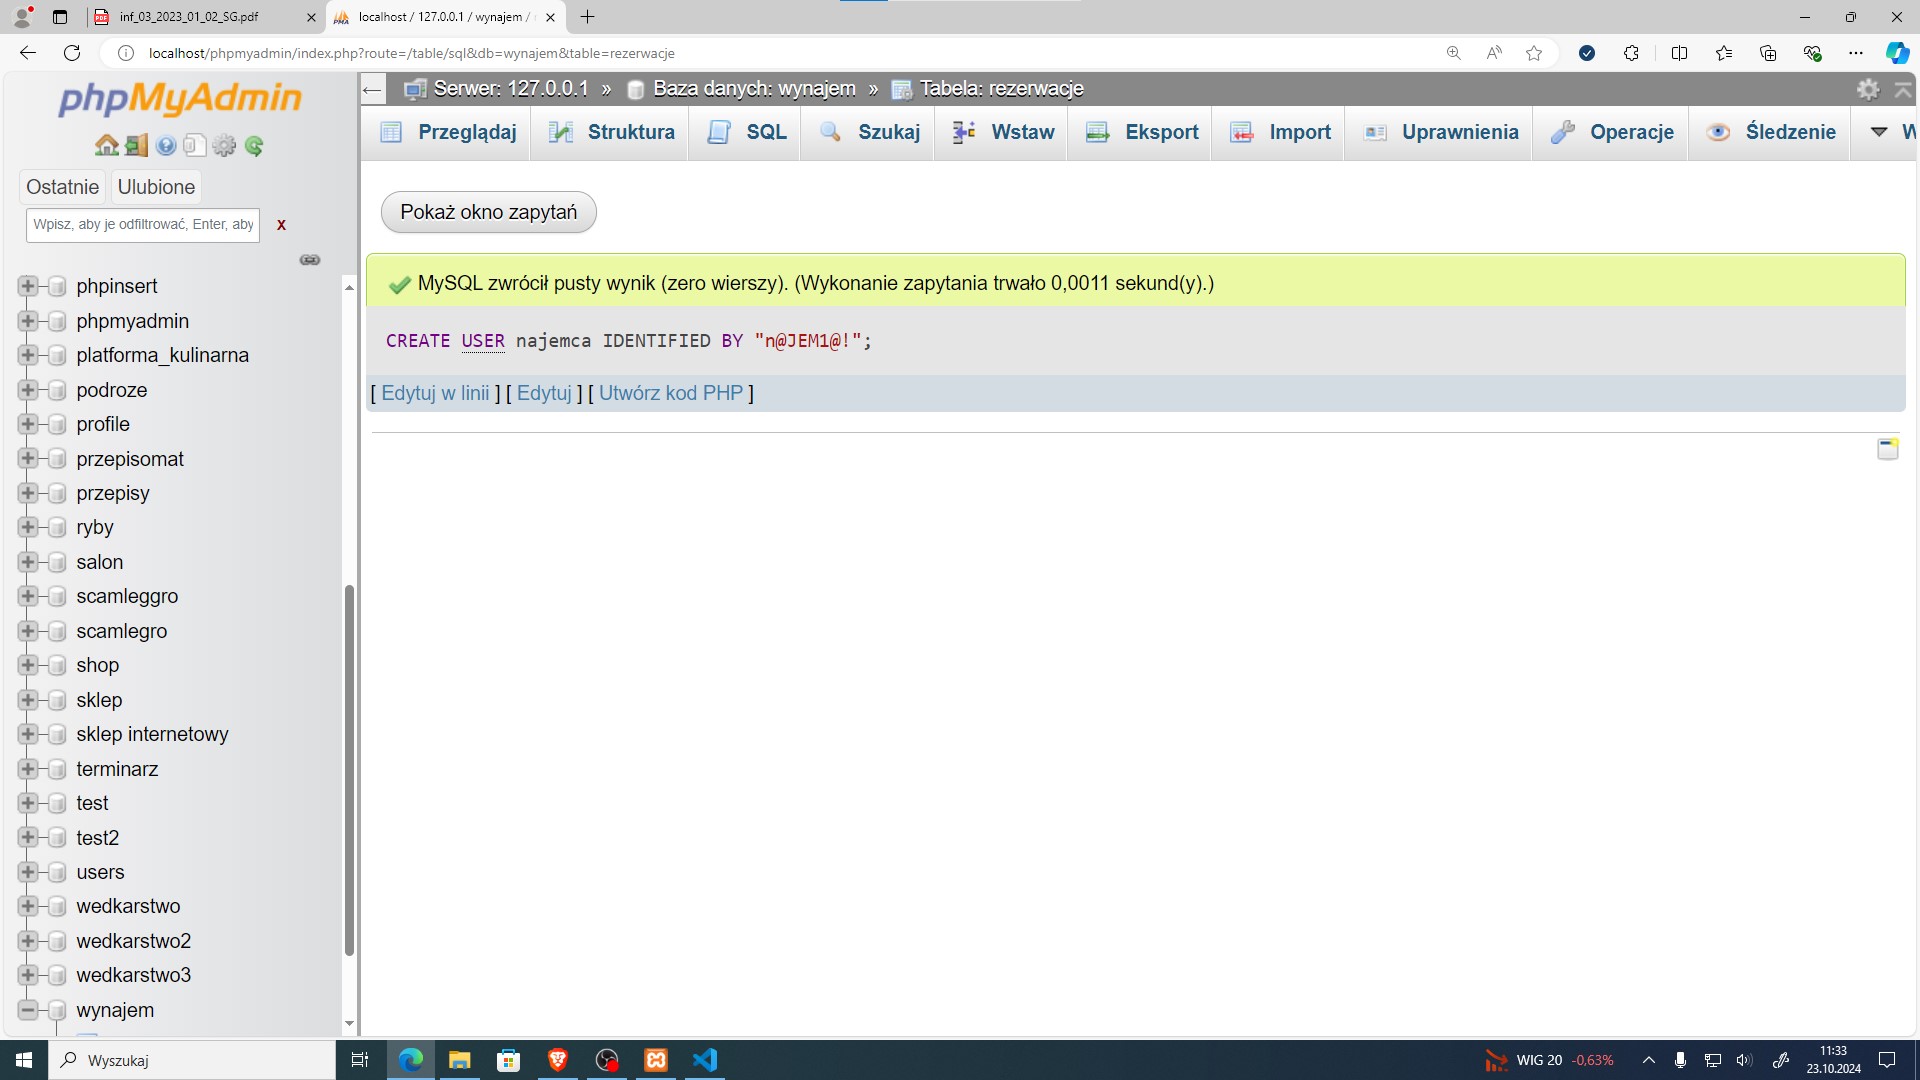 inf_03_2023_01_02_SG.pdf
localhost / 127.0.0.1 / wynajem /
localhost/phpmyadmin/index.php?route=/table/sql&db=wynajem&table=rezerwacje
phpMyAdmin
Ostatnie
Ulubione
Wpisz, aby je odfiltrować, Enter, aby
X
phpinsert
phpmyadmin
platforma_kulinarna
podroze
profile
przepisomat
przepisy
ryby
salon
scamleggro
scamlegro
shop
sklep
sklep internetowy
terminarz
test
test2
users
wedkarstwo
wedkarstwo2
wedkarstwo3
wynajem
Serwer: 127.0.0.1 » Baza danych: wynajem » Tabela: rezerwacje
Przeglądaj Struktura SQL Szukaj Wstaw Eksport Import Uprawnienia Operacje Śledzenie W
Pokaż okno zapytań
MySQL zwrócił pusty wynik (zero wierszy). (Wykonanie zapytania trwało 0,0011 sekund(y).)
CREATE USER najemca IDENTIFIED BY "n@JEM1@!";
[ Edytuj w linii ] [ Edytuj ] [ Utwórz kod PHP ]
Wyszukaj
WIG 20 -0,63%
11:33
23.10.2024